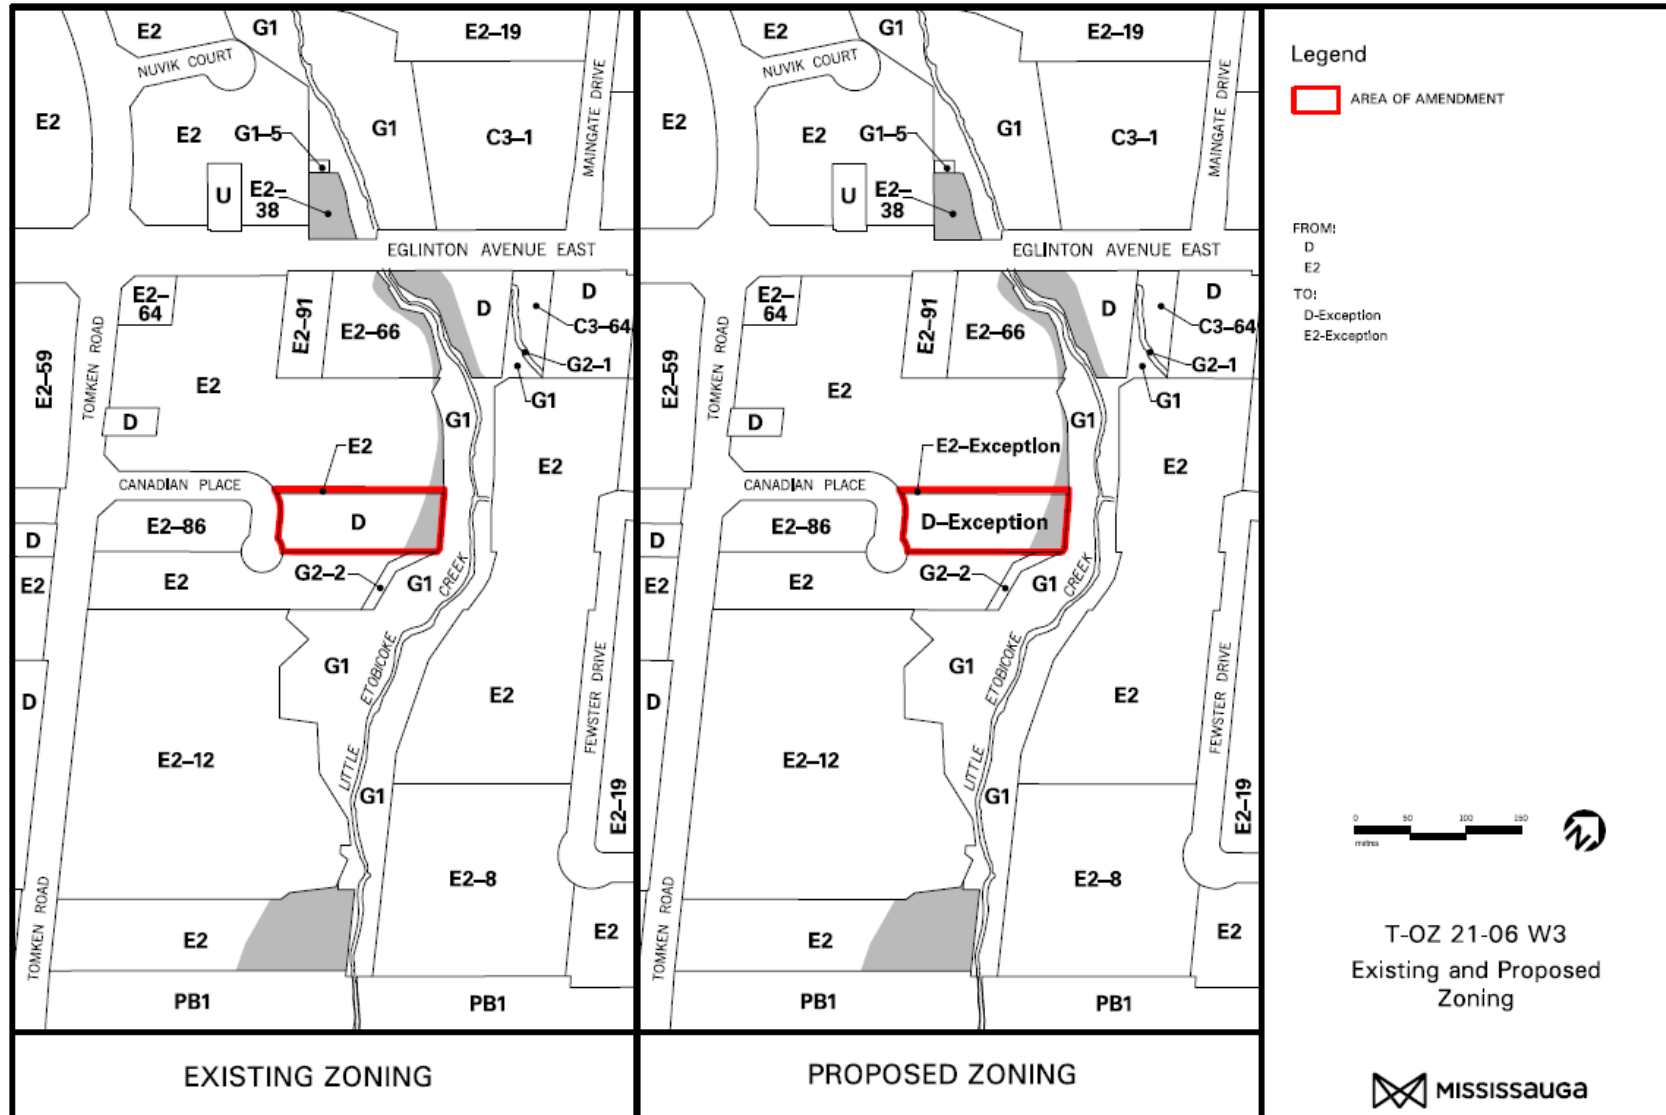 E2
G1
E2–19
NUVIK COURT
MAINGATE DRIVE
E2
E2
G1–5
G1
C3–1
U
E2–
38
EGLINTON AVENUE EAST
E2–
64
E2–91
E2–66
D
D
C3–64
G2–1
G1
E2–59
TOMKEN ROAD
E2
D
G1
E2
E2
CANADIAN PLACE
D
E2–86
D
E2
E2
G2–2
G1
LITTLE ETOBICOKE CREEK
G1
E2
D
FEWSTER DRIVE
E2–12
G1
E2–19
E2–8
TOMKEN ROAD
E2
E2
PB1
PB1
EXISTING ZONING
E2
G1
E2–19
NUVIK COURT
MAINGATE DRIVE
E2
E2
G1–5
G1
C3–1
U
E2–
38
EGLINTON AVENUE EAST
E2–
64
E2–91
E2–66
D
D
C3–64
G2–1
G1
E2–59
TOMKEN ROAD
E2
D
G1
E2–Exception
E2
CANADIAN PLACE
D–Exception
E2–86
D
E2
E2
G2–2
G1
LITTLE ETOBICOKE CREEK
G1
E2
D
FEWSTER DRIVE
E2–12
G1
E2–19
E2–8
TOMKEN ROAD
E2
E2
PB1
PB1
PROPOSED ZONING
Legend
AREA OF AMENDMENT
FROM:
D
E2
TO:
D-Exception
E2-Exception
0 50 100 150
metres
N
T-OZ 21-06 W3
Existing and Proposed
Zoning
MISSISSAUGA